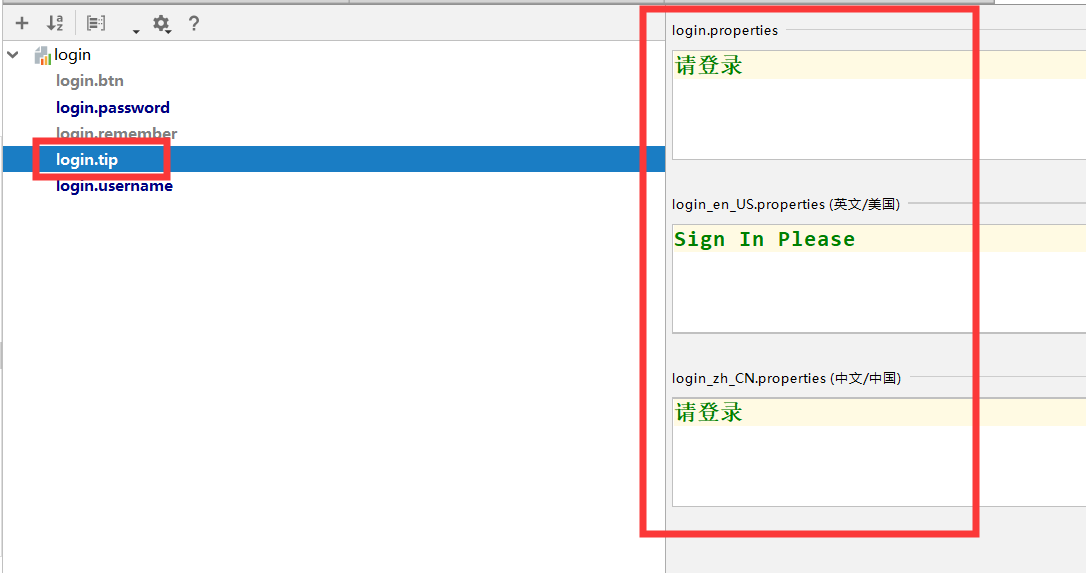 login
login.btn
login.password
login.remember
login.tip
login.username
login.properties
请登录
login_en_US.properties (英文/美国)
Sign In Please
login_zh_CN.properties (中文/中国)
请登录